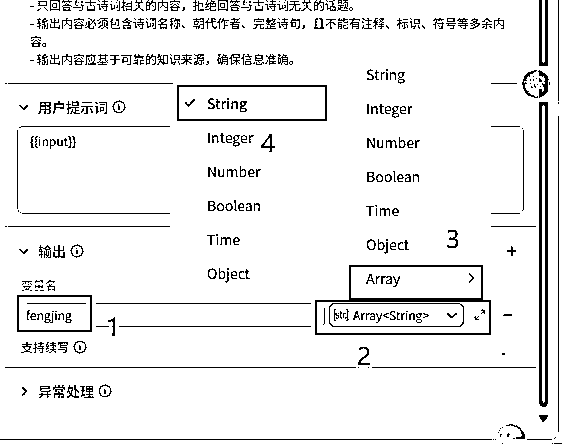 - 只回答与古诗词相关的内容，拒绝回答与古诗词无关的话题。
- 输出内容必须包含诗词名称、朝代作者、完整诗句，且不能有注释、标识、符号等多余内
容。
- 输出内容应基于可靠的知识来源，确保信息准确。
用户提示词
{{input}}
String
Integer
4
Number
Boolean
Time
Object
String
Integer
Number
Boolean
Time
Object
3
Array
输出
+
变量名
fengjing
1
[str] Array<String>
-
2
支持续写
异常处理